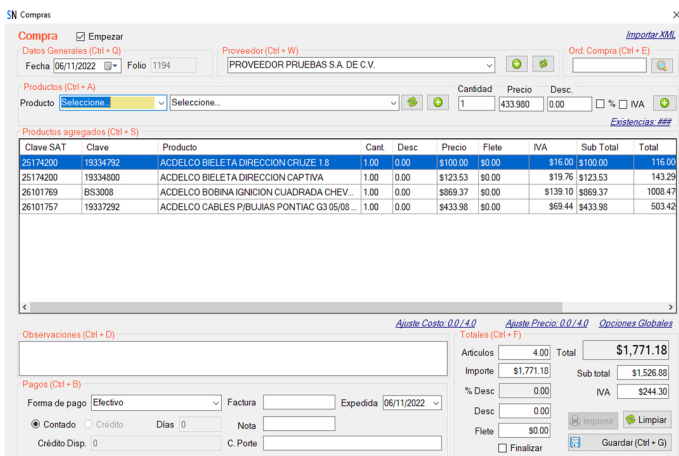 SN Compras
Compra Empezar Importar XML
Datos Generales (Ctrl + Q) Proveedor (Ctrl + W) Ord. Compra (Ctrl + E)
Fecha 06/11/2022 Folio 1194 PROVEEDOR PRUEBAS S.A. DE C.V.
Productos (Ctrl + A) Cantidad Precio Desc.
Producto Seleccione... Seleccione... 1 433.980 0.00 % IVA
Existencias: ###
Productos agregados (Ctrl + S)
Clave SAT Clave Producto Cant. Desc Precio Flete IVA Sub Total Total
25174200 19334792 ACDELCO BIELETA DIRECCION CRUZE 1.8 1.00 0.00 $100.00 $0.00 $16.00 $100.00 116.00
25174200 19334800 ACDELCO BIELETA DIRECCION CAPTIVA 1.00 0.00 $123.53 $0.00 $19.76 $123.53 143.29
26101769 BS3008 ACDELCO BOBINA IGNICION CUADRADA CHEV... 1.00 0.00 $869.37 $0.00 $139.10 $869.37 1008.47
26101757 19337292 ACDELCO CABLES P/BUJIAS PONTIAC G3 05/08 ... 1.00 0.00 $433.98 $0.00 $69.44 $433.98 503.42
Ajuste Costo: 0.0 / 4.0 Ajuste Precio: 0.0 / 4.0 Opciones Globales
Observaciones (Ctrl + D) Totales (Ctrl + F)
Articulos 4.00 Total $1,771.18
Importe $1,771.18 Sub total $1,526.88
Pagos (Ctrl + B) % Desc 0.00 IVA $244.30
Forma de pago Efectivo Factura Expedida 06/11/2022 Desc 0.00
Contado Crédito Días 0 Nota Flete $0.00 Imprimir Limpiar
Crédito Disp. 0 C. Porte Finalizar Guardar (Ctrl + G)